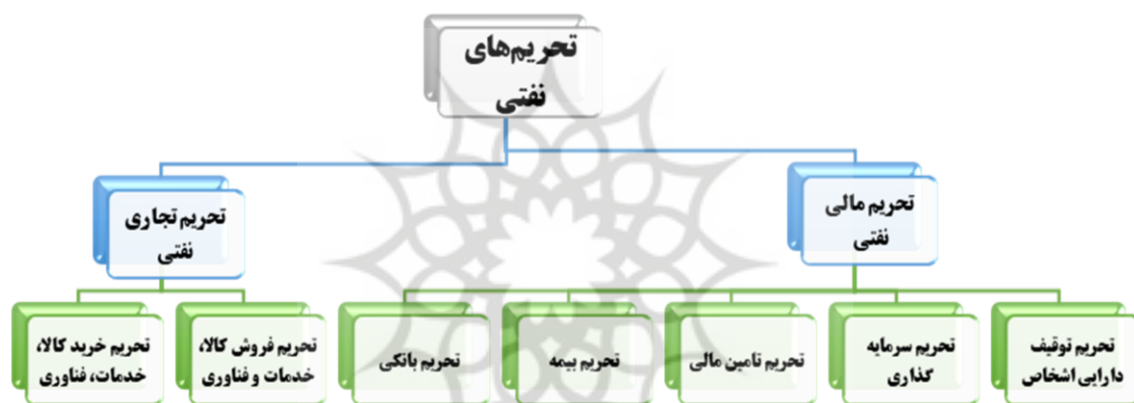 تحریم‌های
نفتی
تحریم مالی
نفتی
تحریم تجاری
نفتی
تحریم توقیف
دارایی اشخاص
تحریم سرمایه
گذاری
تحریم تامین مالی
تحریم بیمه
تحریم بانکی
تحریم فروش کالا،
خدمات و فناوری
تحریم خرید کالا،
خدمات، فناوری